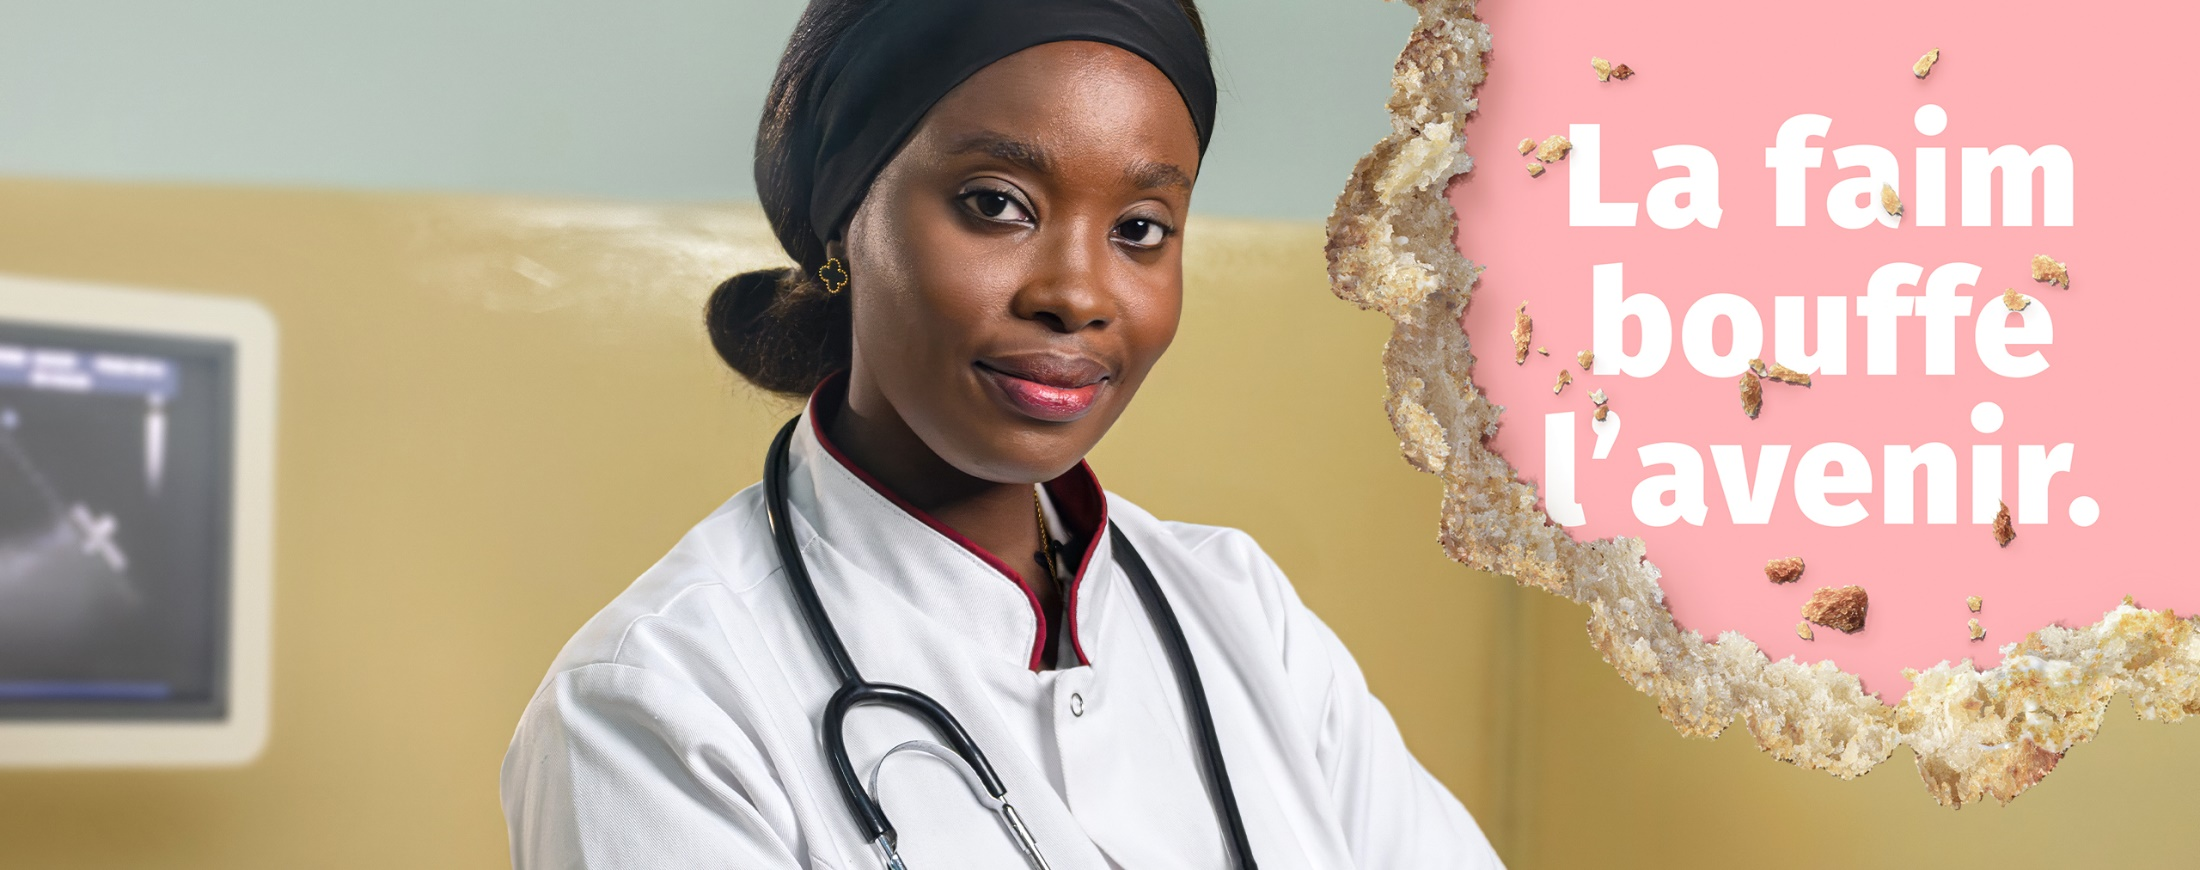 La faim
bouffe
l’avenir.